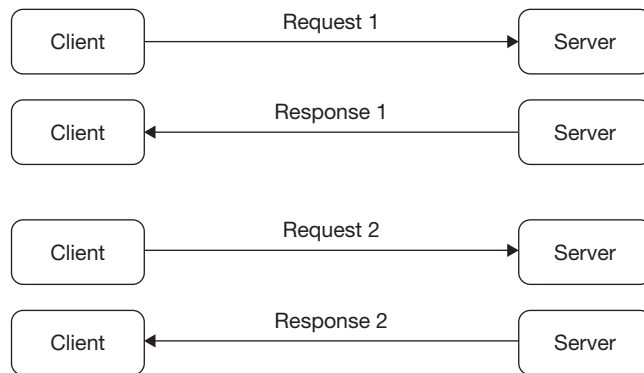 Client Request 1 Server
Client Response 1 Server
Client Request 2 Server
Client Response 2 Server